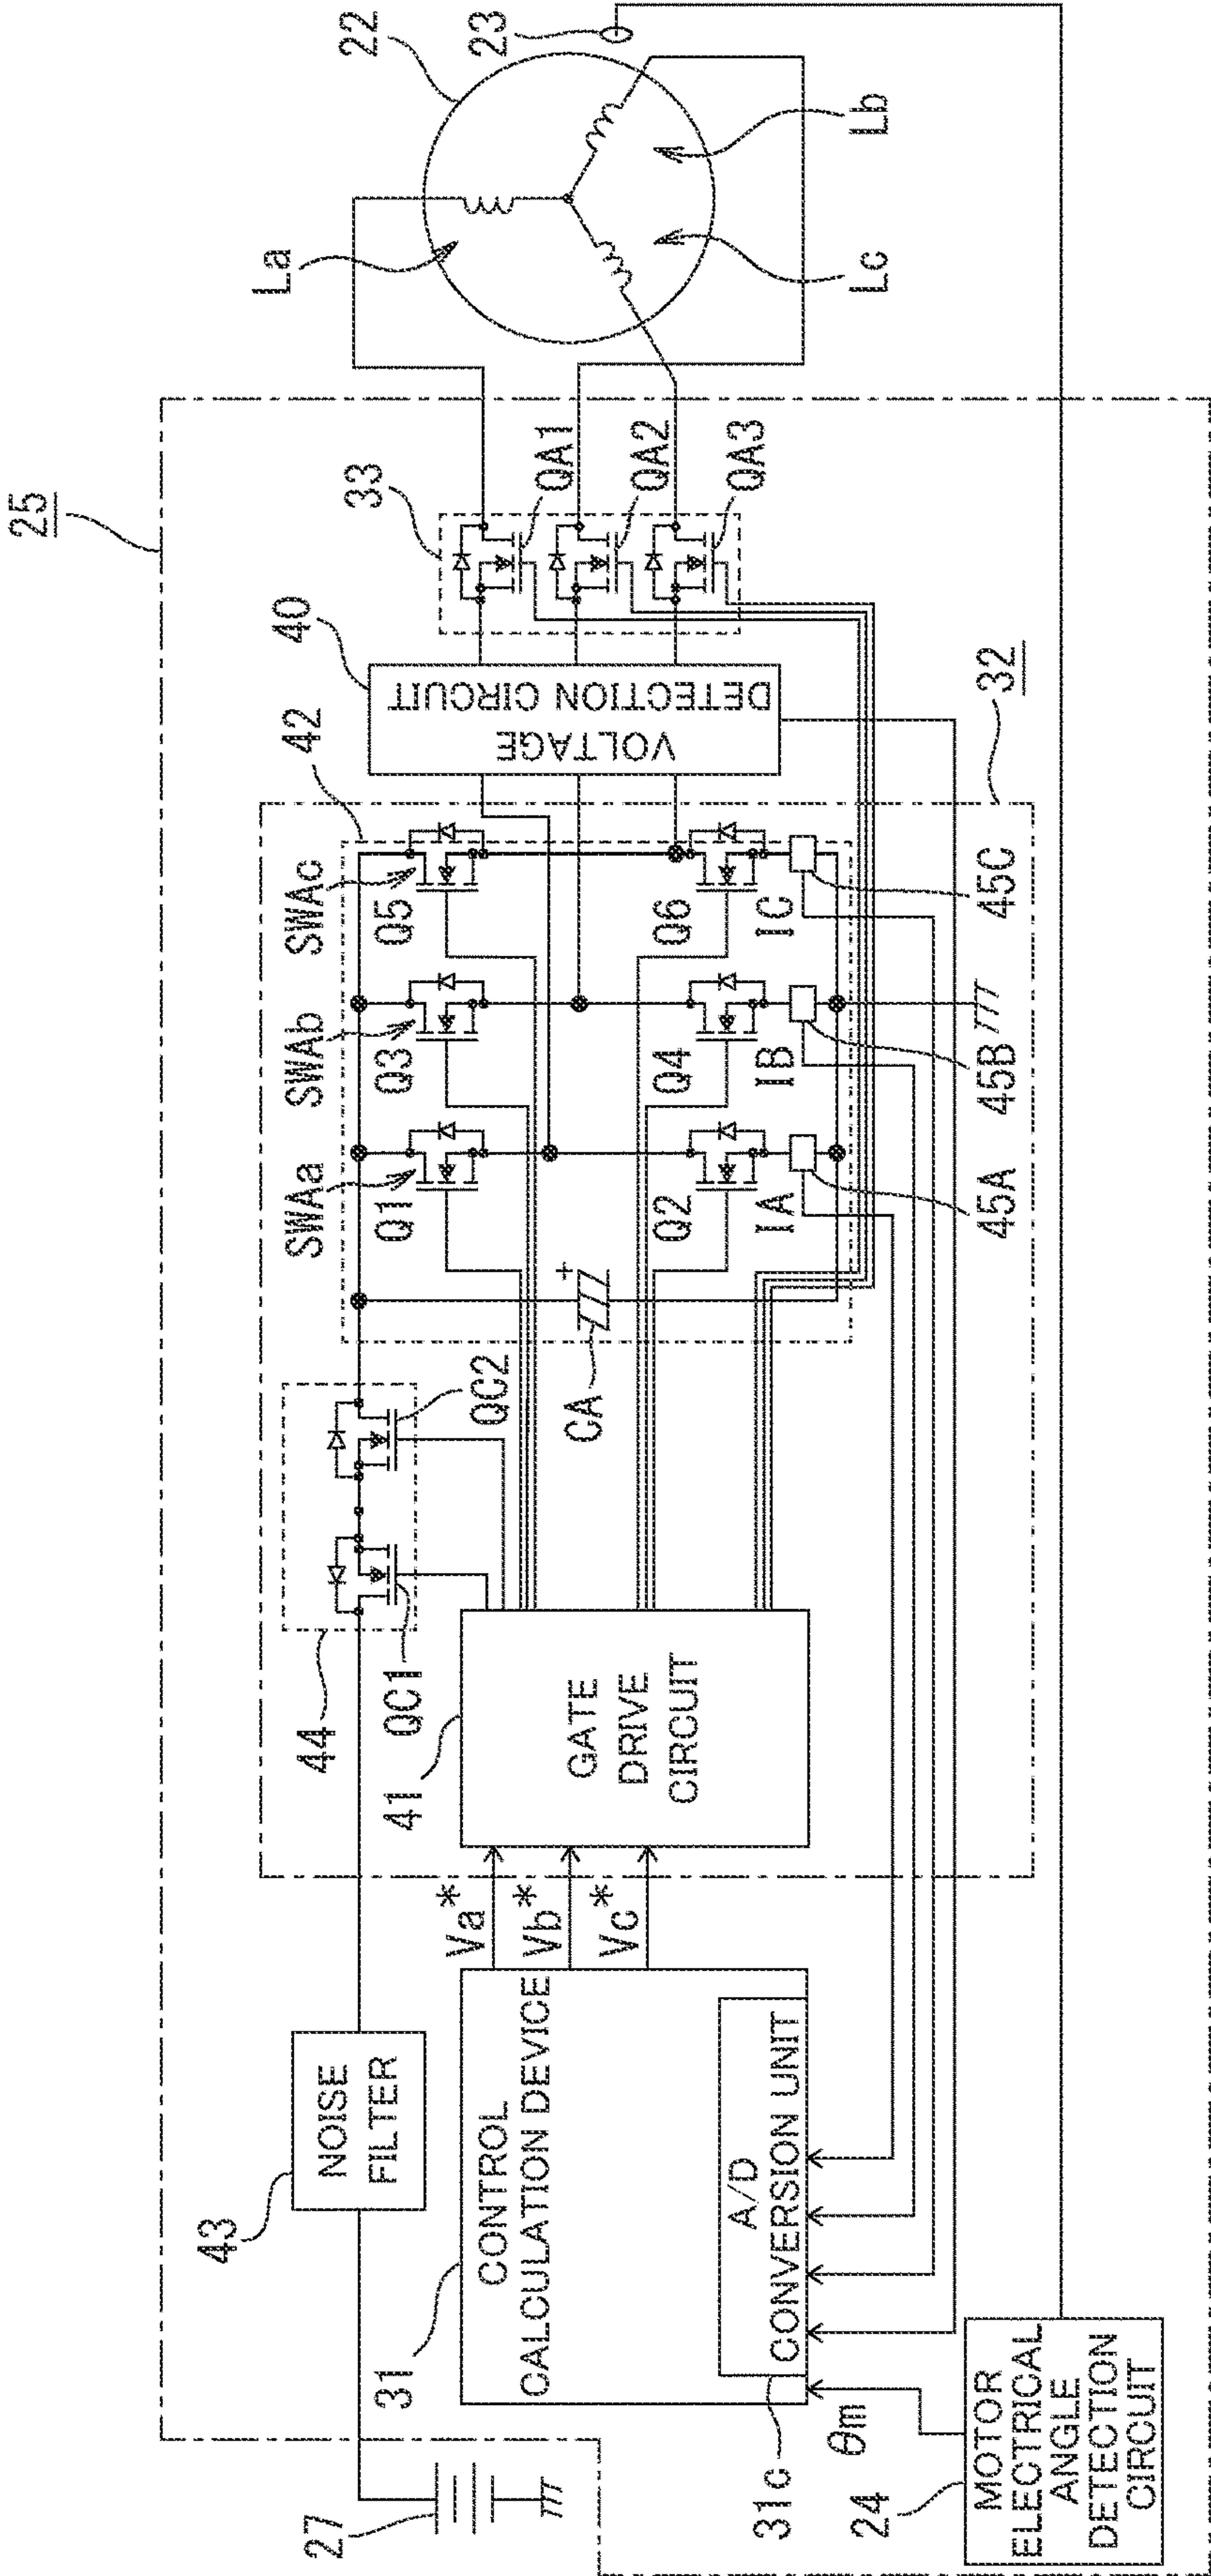 25
43
NOISE
FILTER
44
QC1
QC2
SWAa
SWAb
SWAc
42
40
33
La
22
23
27
31
CONTROL
CALCULATION DEVICE
Va*
Vb*
Vc*
41
GATE
DRIVE
CIRCUIT
Q1
Q3
Q5
CA
+
Q2
Q4
Q6
IA
IB
IC
VOLTAGE
DETECTION CIRCUIT
QA1
QA2
QA3
Lb
Lc
31c
A/D
CONVERSION UNIT
θm
45A
45B
45C
32
24
MOTOR
ELECTRICAL
ANGLE
DETECTION
CIRCUIT